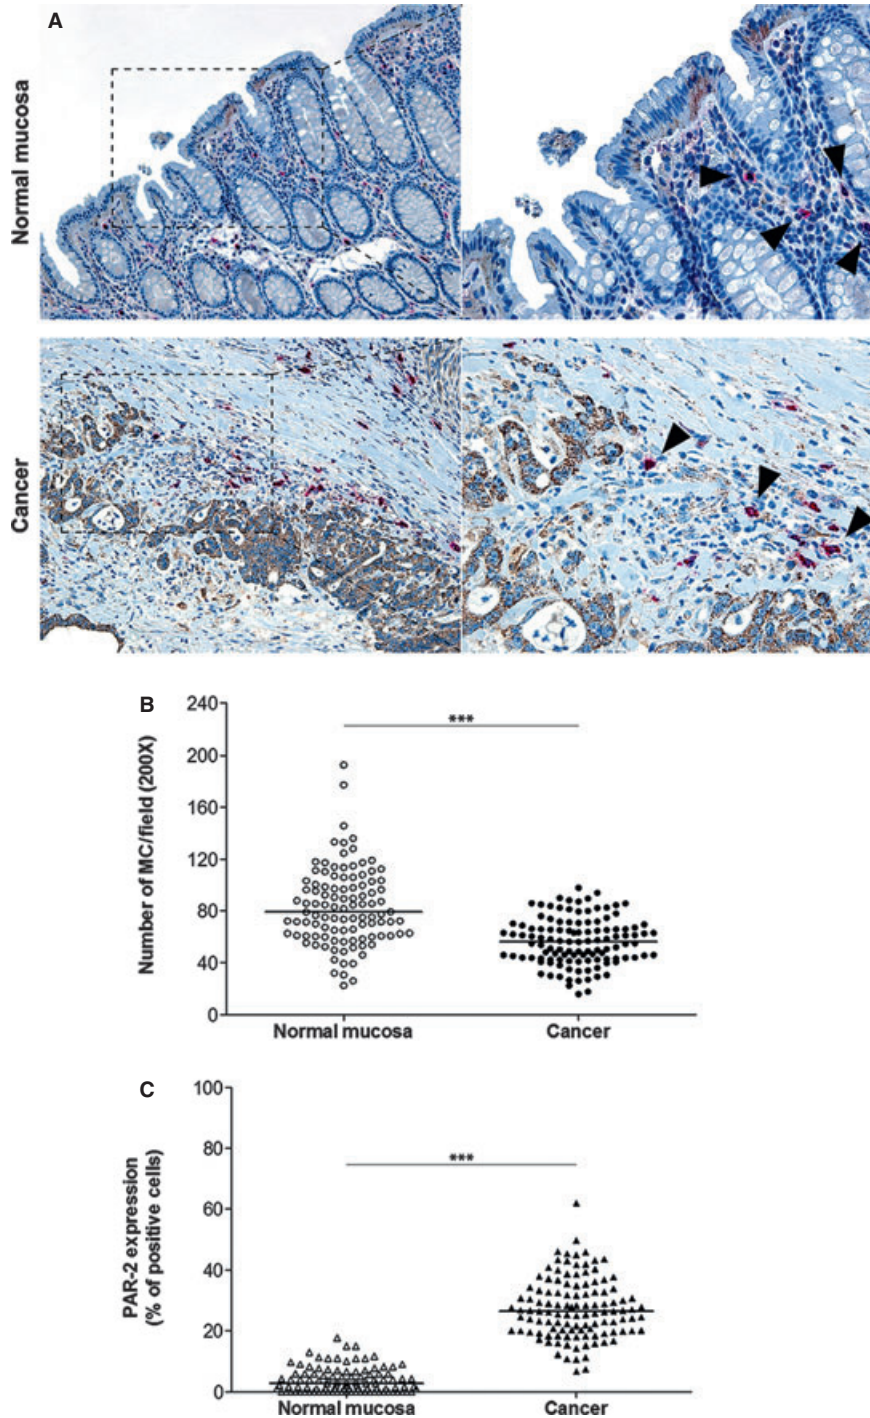 A
Normal mucosa
Cancer
B
Number of MC/field (200X)
240
200
160
120
80
40
0
***
Normal mucosa
Cancer
C
PAR-2 expression
(% of positive cells)
100
80
60
40
20
0
***
Normal mucosa
Cancer